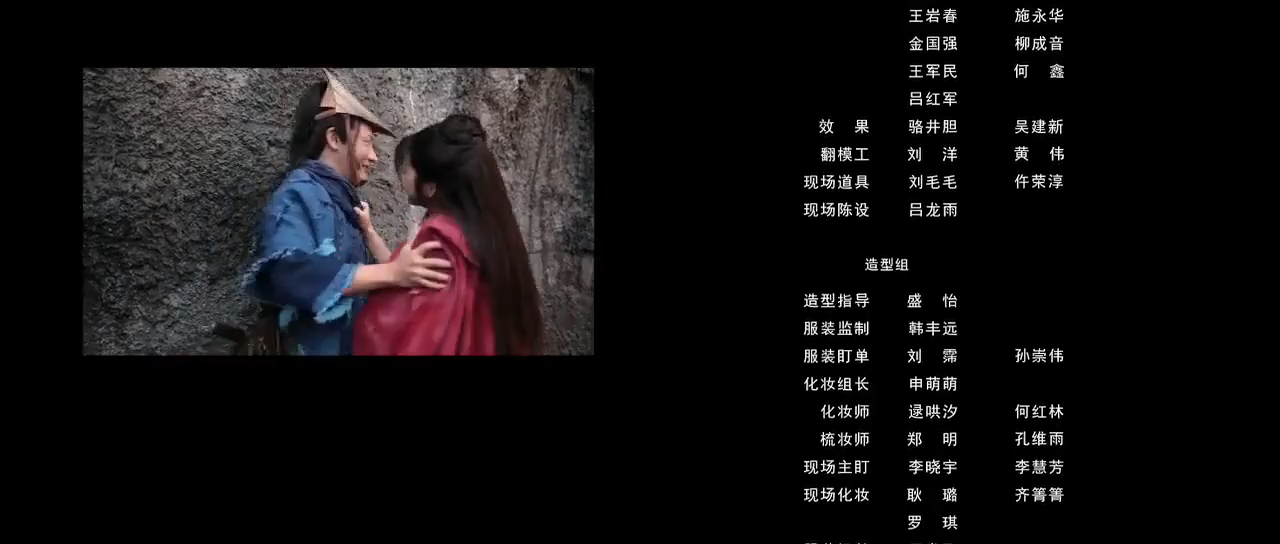 王岩春 施永华
金国强 柳成音
王军民 何 鑫
吕红军
效 果 骆井胆 吴建新
翻模工 刘 洋 黄 伟
现场道具 刘毛毛 仵荣淳
现场陈设 吕龙雨
造型组
造型指导 盛 怡
服装监制 韩丰远
服装盯单 刘 霈 孙崇伟
化妆组长 申萌萌
化妆师 逯哄汐 何红林
梳妆师 郑 明 孔维雨
现场主盯 李晓宇 李慧芳
现场化妆 耿 璐 齐箐箐
罗 琪